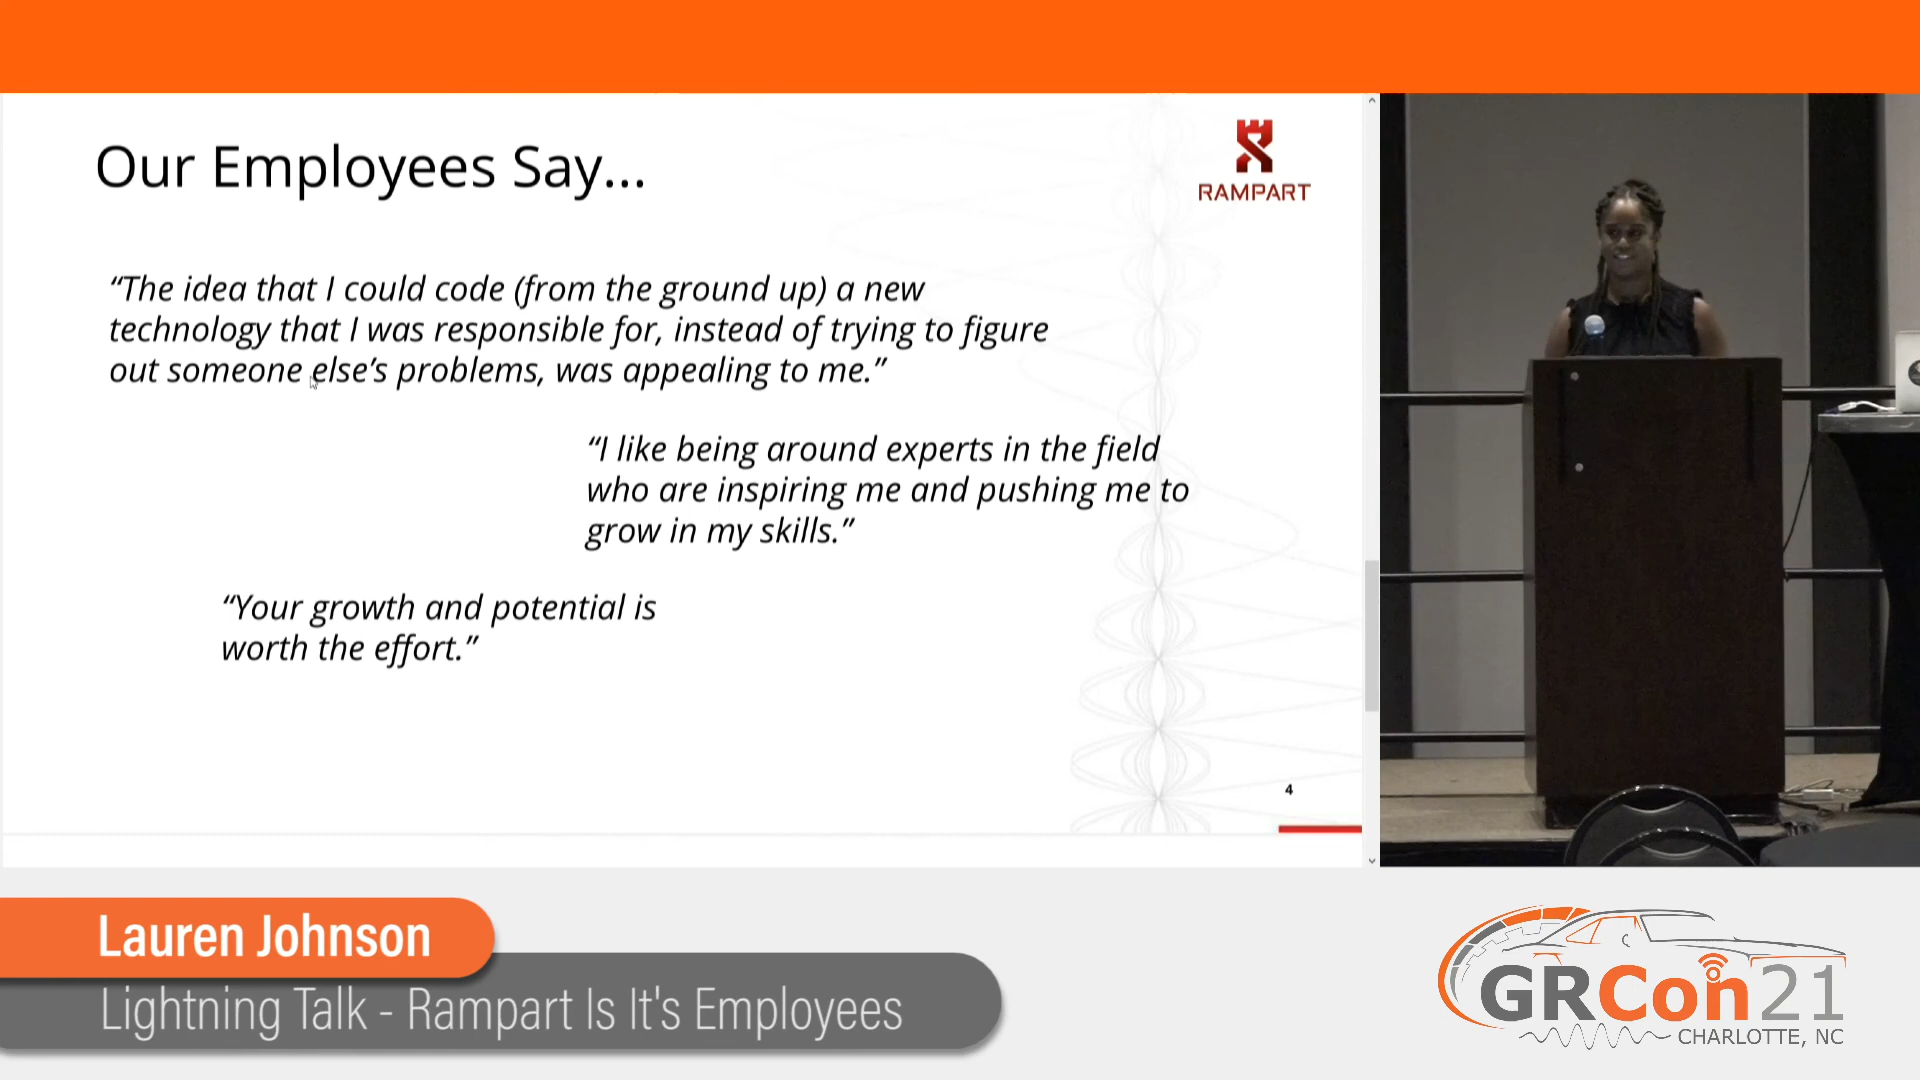 Our Employees Say...
RAMPART
“The idea that I could code (from the ground up) a new
technology that I was responsible for, instead of trying to figure
out someone else’s problems, was appealing to me.”
“I like being around experts in the field
who are inspiring me and pushing me to
grow in my skills.”
“Your growth and potential is
worth the effort.”
4
Lauren Johnson
Lightning Talk - Rampart Is It's Employees
GRCon21
CHARLOTTE, NC